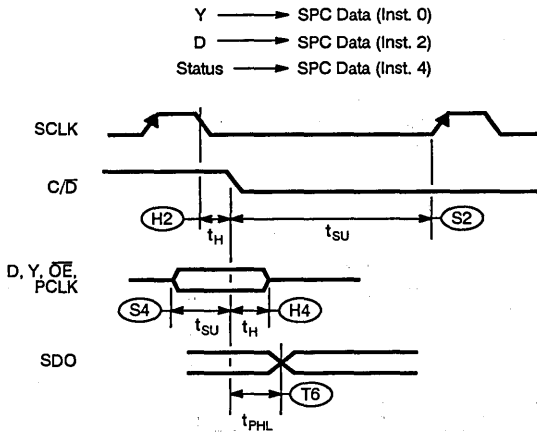 Y → SPC Data (Inst. 0)
D → SPC Data (Inst. 2)
Status → SPC Data (Inst. 4)
SCLK
C/D̅
H2
tH
tSU
S2
D, Y, O̅E̅,
PCLK
S4
tSU
tH
H4
SDO
T6
tPHL